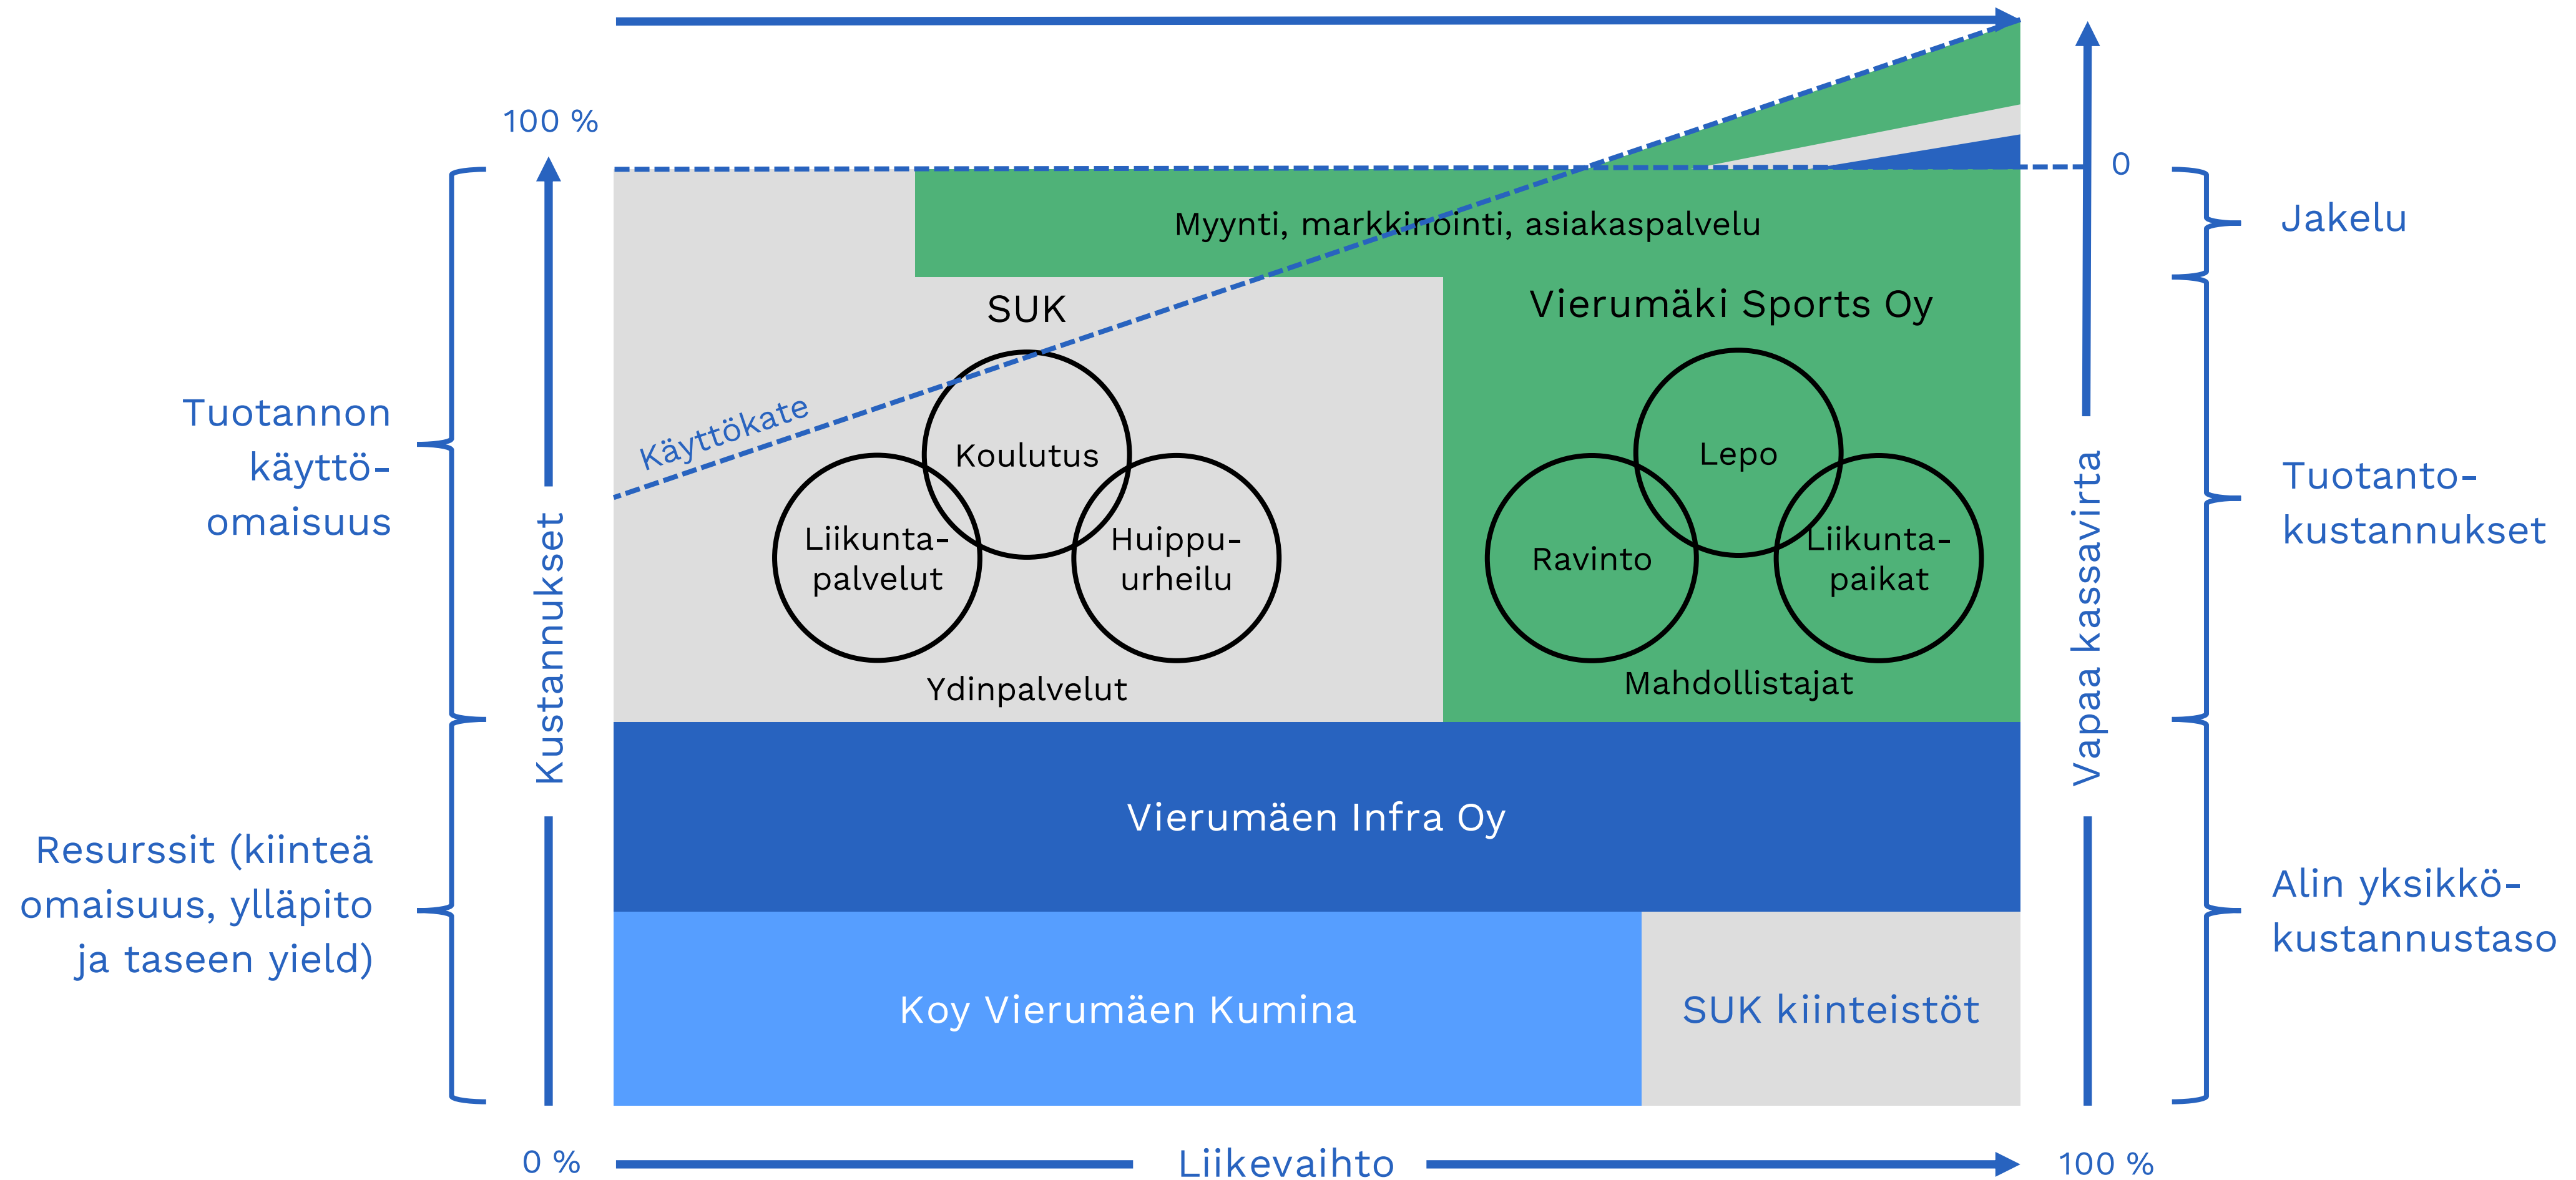 100 %
0
Myynti, markkinointi, asiakaspalvelu
Jakelu
SUK
Vierumäki Sports Oy
Käyttökate
Tuotannon
käyttö-
omaisuus
Kustannukset
Koulutus
Liikunta-
palvelut
Huippu-
urheilu
Ydinpalvelut
Lepo
Ravinto
Liikunta-
paikat
Mahdollistajat
Vapaa kassavirta
Tuotanto-
kustannukset
Resurssit (kiinteä
omaisuus, ylläpito
ja taseen yield)
Vierumäen Infra Oy
Koy Vierumäen Kumina
SUK kiinteistöt
Alin yksikkö-
kustannustaso
0 %
Liikevaihto
100 %